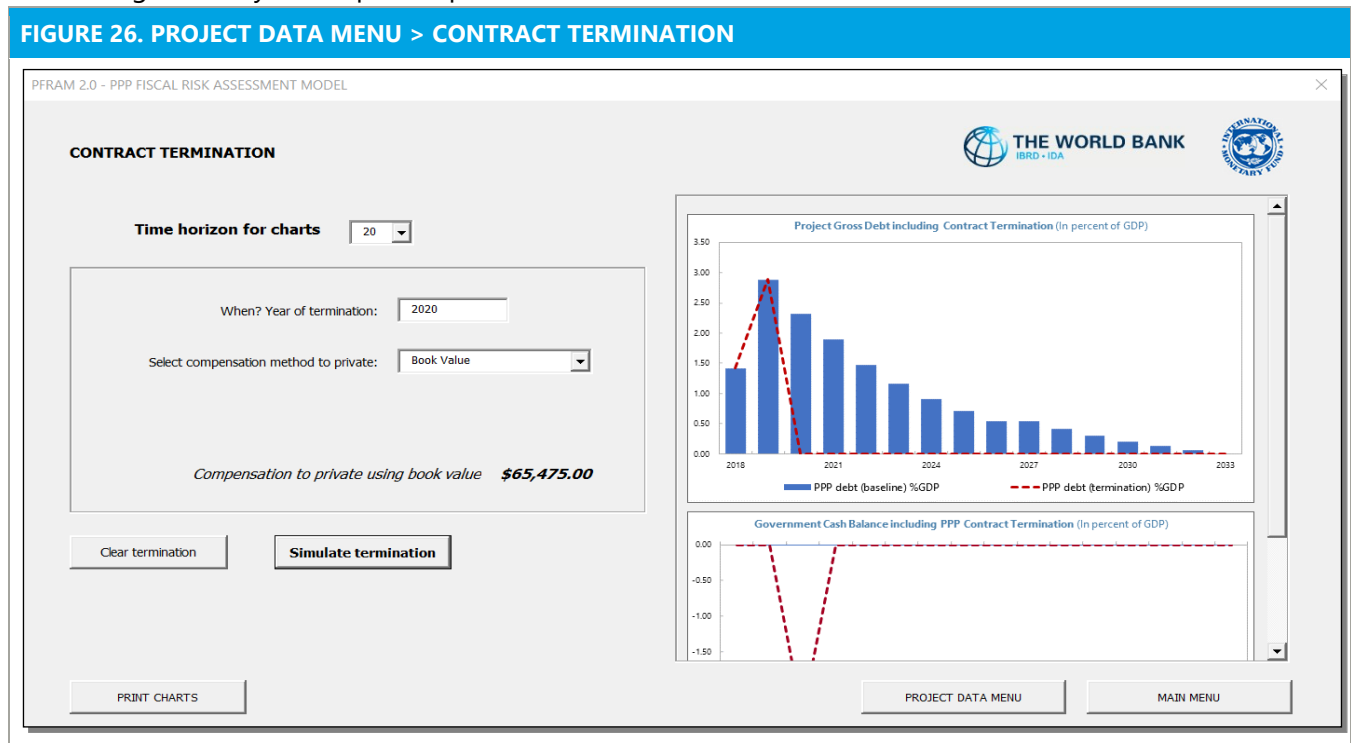 FIGURE 26. PROJECT DATA MENU > CONTRACT TERMINATION
PFRAM 2.0 - PPP FISCAL RISK ASSESSMENT MODEL
CONTRACT TERMINATION
THE WORLD BANK
IBRD • IDA
INTERNATIONAL MONETARY FUND
Time horizon for charts 20
When? Year of termination: 2020
Select compensation method to private: Book Value
Compensation to private using book value $65,475.00
Clear termination
Simulate termination
Project Gross Debt including Contract Termination (In percent of GDP)
3.50
3.00
2.50
2.00
1.50
1.00
0.50
0.00
2018 2021 2024 2027 2030 2033
PPP debt (baseline) %GDP PPP debt (termination) %GDP
Government Cash Balance including PPP Contract Termination (In percent of GDP)
0.00
-0.50
-1.00
-1.50
PRINT CHARTS
PROJECT DATA MENU
MAIN MENU